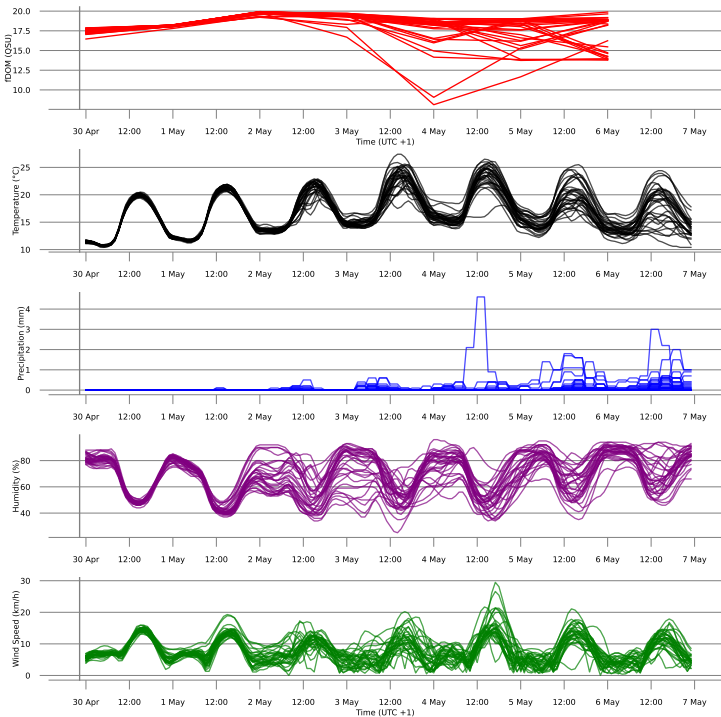 fDOM (QSU)
20.0
17.5
15.0
12.5
10.0
30 Apr 12:00 1 May 12:00 2 May 12:00 3 May 12:00 4 May 12:00 5 May 12:00 6 May 12:00 7 May
Time (UTC +1)
Temperature (°C)
25
20
15
10
30 Apr 12:00 1 May 12:00 2 May 12:00 3 May 12:00 4 May 12:00 5 May 12:00 6 May 12:00 7 May
Precipitation (mm)
4
3
2
1
0
30 Apr 12:00 1 May 12:00 2 May 12:00 3 May 12:00 4 May 12:00 5 May 12:00 6 May 12:00 7 May
Humidity (%)
80
60
40
30 Apr 12:00 1 May 12:00 2 May 12:00 3 May 12:00 4 May 12:00 5 May 12:00 6 May 12:00 7 May
Wind Speed (km/h)
30
20
10
0
30 Apr 12:00 1 May 12:00 2 May 12:00 3 May 12:00 4 May 12:00 5 May 12:00 6 May 12:00 7 May
Time (UTC +1)